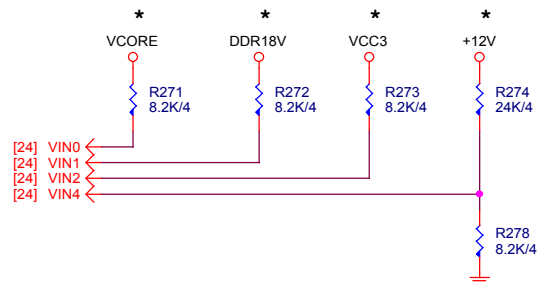 * * * *
VCORE DDR18V VCC3 +12V
R271 R272 R273 R274
8.2K/4 8.2K/4 8.2K/4 24K/4
[24] VIN0
[24] VIN1
[24] VIN2
[24] VIN4
R278
8.2K/4